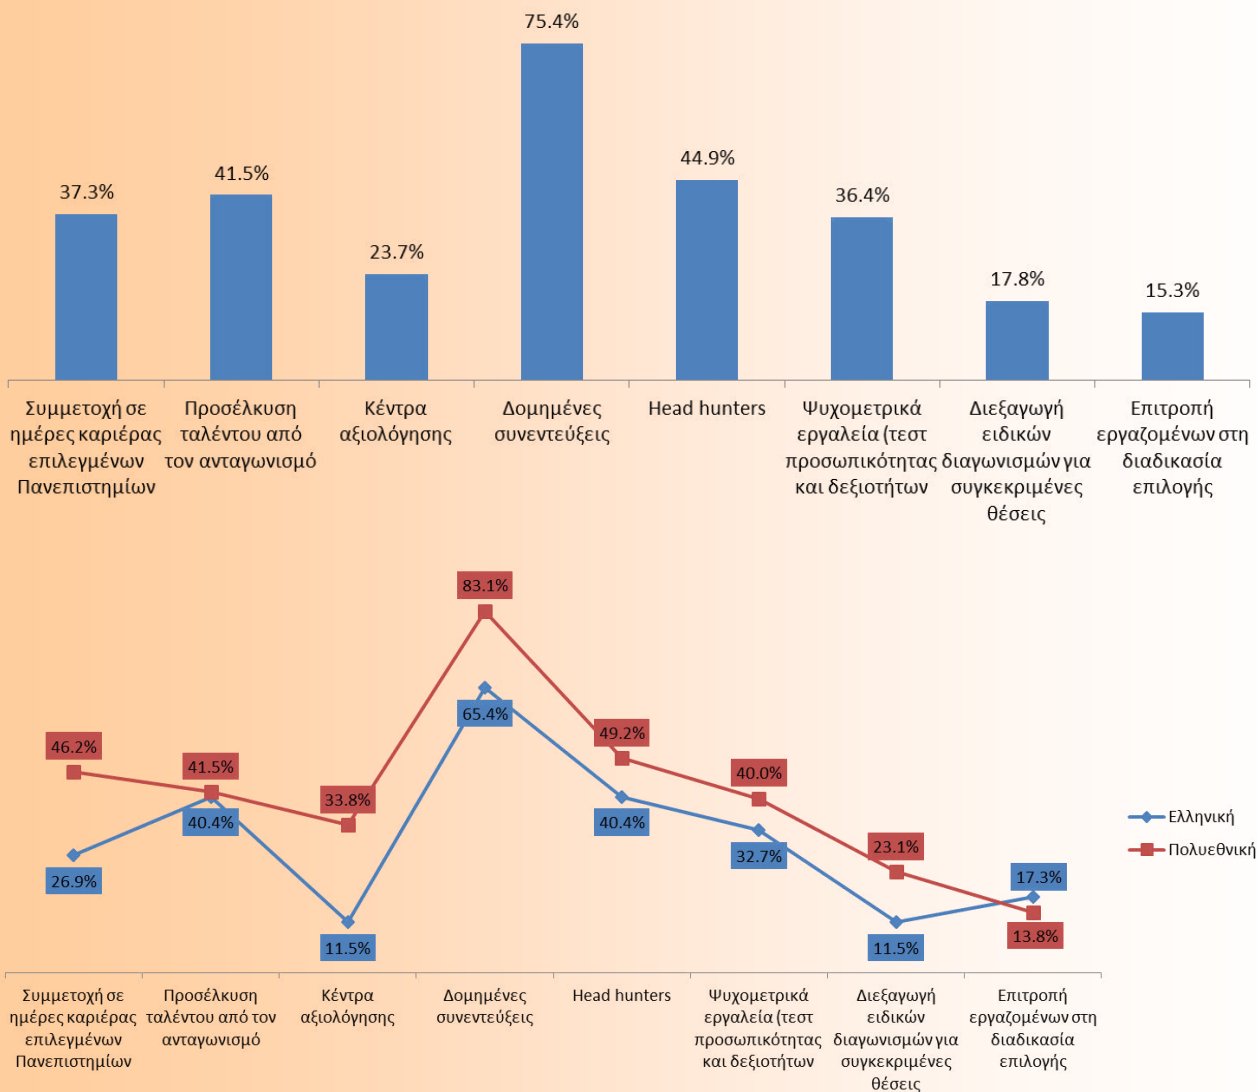 75.4%
44.9%
41.5%
37.3%
36.4%
23.7%
17.8%
15.3%
Συμμετοχή σε
ημέρες καριέρας
επιλεγμένων
Πανεπιστημίων
Προσέλκυση
ταλέντου από
τον ανταγωνισμό
Κέντρα
αξιολόγησης
Δομημένες
συνεντεύξεις
Head hunters
Ψυχομετρικά
εργαλεία (τεστ
προσωπικότητας
και δεξιοτήτων
Διεξαγωγή
ειδικών
διαγωνισμών για
συγκεκριμένες
θέσεις
Επιτροπή
εργαζομένων στη
διαδικασία
επιλογής
83.1%
65.4%
46.2%
49.2%
41.5%
40.0%
33.8%
40.4%
40.4%
32.7%
23.1%
26.9%
17.3%
11.5%
11.5%
13.8%
Ελληνική
Πολυεθνική
Συμμετοχή σε
ημέρες καριέρας
επιλεγμένων
Πανεπιστημίων
Προσέλκυση
ταλέντου από τον
ανταγωνισμό
Κέντρα
αξιολόγησης
Δομημένες
συνεντεύξεις
Head hunters
Ψυχομετρικά
εργαλεία (τεστ
προσωπικότητας
και δεξιοτήτων
Διεξαγωγή
ειδικών
διαγωνισμών για
συγκεκριμένες
θέσεις
Επιτροπή
εργαζομένων στη
διαδικασία
επιλογής